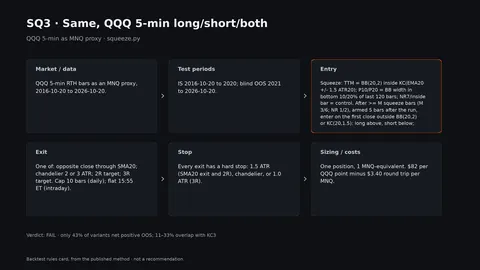 SQ3 · Same, QQQ 5-min long/short/both
QQQ 5-min as MNQ proxy · squeeze.py
Market / data
QQQ 5-min RTH bars as an MNQ proxy,
2016-10-20 to 2026-10-20.
Test periods
IS 2016-10-20 to 2020; blind OOS 2021
to 2026-10-20.
Entry
Squeeze: TTM = BB(20,2) inside KC(EMA20
+/- 1.5 ATR20); P10/P20 = BB width in
bottom 10/20% of last 120 bars; NR7/inside
bar = control. After >= M squeeze bars (M
3/6; NR 1/2), armed 5 bars after the run,
enter on the first close outside BB(20,2)
or KC(20,1.5); long above, short below;
Exit
One of: opposite close through SMA20;
chandelier 2 or 3 ATR; 2R target; 3R
target. Cap 10 bars (daily); flat 15:55
ET (intraday).
Stop
Every exit has a hard stop: 1.5 ATR
(SMA20 exit and 2R), chandelier, or 1.0
ATR (3R).
Sizing / costs
One position, 1 MNQ-equivalent. $82 per
QQQ point minus $3.40 round trip per
MNQ.
Verdict: FAIL · only 43% of variants net positive OOS; 11–33% overlap with KC3
Backtest rules card, from the published method · not a recommendation.